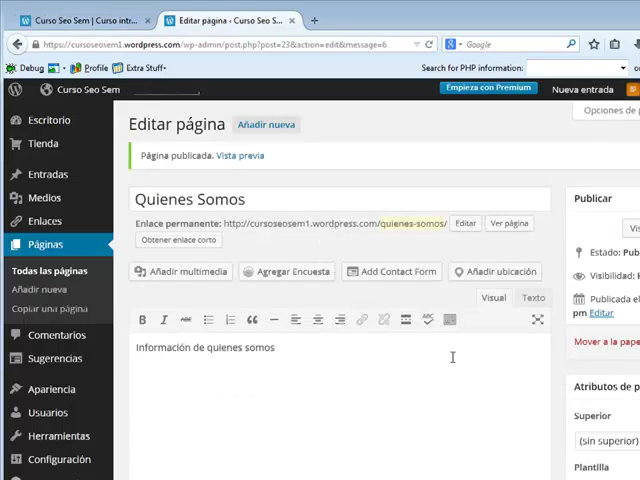 Curso Seo Sem | Curso intr... × Editar página ‹ Curso Seo S... × +
https://cursoseosem1.wordpress.com/wp-admin/post.php?post=23&action=edit&message=6 Google
Debug Profile Extra Stuff Search for PHP information:
Curso Seo Sem Empieza con Premium Nueva entrada
Escritorio
Tienda
Entradas
Medios
Enlaces
Páginas
Todas las páginas
Añadir nueva
Copiar una página
Comentarios
Sugerencias
Apariencia
Usuarios
Herramientas
Configuración
Opciones de
Editar página Añadir nueva
Página publicada. Vista previa
Quienes Somos
Enlace permanente: http://cursoseosem1.wordpress.com/quienes-somos/ Editar Ver página
Obtener enlace corto
Añadir multimedia Agregar Encuesta Add Contact Form Añadir ubicación
Visual Texto
B I ABC ABC
Información de quienes somos
Publicar
Estado: Pub
Visibilidad:
Publicada el
pm Editar
Mover a la pape
Atributos de p
Superior
(sin superior)
Plantilla